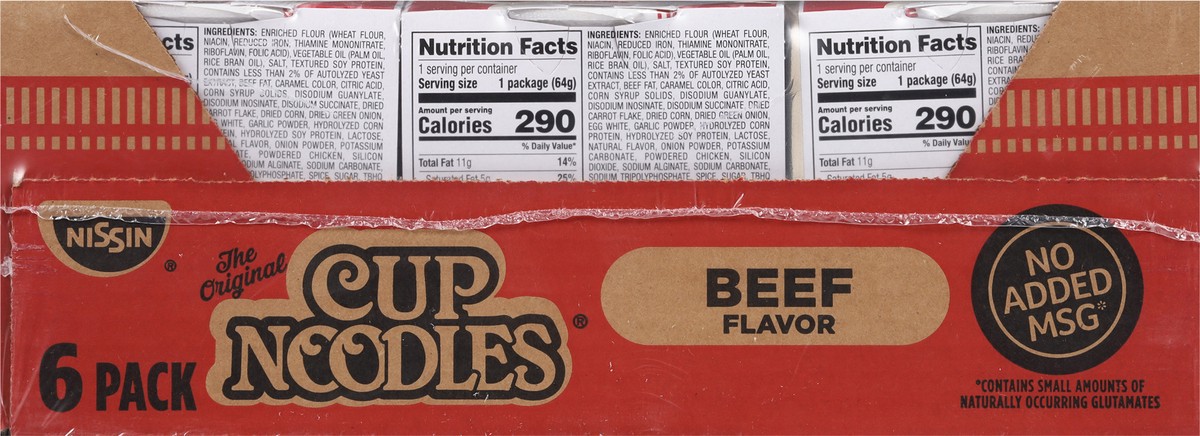 cts
INGREDIENTS: ENRICHED FLOUR (WHEAT FLOUR,
NIACIN, REDUCED IRON, THIAMINE MONONITRATE,
RIBOFLAVIN, FOLIC ACID), VEGETABLE OIL (PALM OIL,
RICE BRAN OIL), SALT, TEXTURED SOY PROTEIN,
CONTAINS LESS THAN 2% OF AUTOLYZED YEAST
EXTRACT, BEEF FAT, CARAMEL COLOR, CITRIC ACID,
CORN SYRUP SOLIDS, DISODIUM GUANYLATE,
DISODIUM INOSINATE, DISODIUM SUCCINATE, DRIED
CARROT FLAKE, DRIED CORN, DRIED GREEN ONION,
EGG WHITE, GARLIC POWDER, HYDROLYZED CORN
PROTEIN, HYDROLYZED SOY PROTEIN, LACTOSE,
FLAVOR, ONION POWDER, POTASSIUM
POWDERED CHICKEN, SILICON
SODIUM ALGINATE, SODIUM CARBONATE,
SPICE, SUGAR, TBHQ
Nutrition Facts
1 serving per container
Serving size 1 package (64g)
Amount per serving
Calories 290
% Daily Value*
Total Fat 11g 14%
Saturated Fat 5g 25%
INGREDIENTS: ENRICHED FLOUR (WHEAT FLOUR,
NIACIN, REDUCED IRON, THIAMINE MONONITRATE,
RIBOFLAVIN, FOLIC ACID), VEGETABLE OIL (PALM OIL,
RICE BRAN OIL), SALT, TEXTURED SOY PROTEIN,
CONTAINS LESS THAN 2% OF AUTOLYZED YEAST
EXTRACT, BEEF FAT, CARAMEL COLOR, CITRIC ACID,
CORN SYRUP SOLIDS, DISODIUM GUANYLATE,
DISODIUM INOSINATE, DISODIUM SUCCINATE, DRIED
CARROT FLAKE, DRIED CORN, DRIED GREEN ONION,
EGG WHITE, GARLIC POWDER, HYDROLYZED CORN
PROTEIN, HYDROLYZED SOY PROTEIN, LACTOSE,
NATURAL FLAVOR, ONION POWDER, POTASSIUM
CARBONATE, POWDERED CHICKEN, SILICON
DIOXIDE, SODIUM ALGINATE, SODIUM CARBONATE,
SODIUM TRIPOLYPHOSPHATE, SPICE, SUGAR, TBHQ
Nutrition Facts
1 serving per container
Serving size 1 package (64g)
Amount per serving
Calories 290
% Daily
Total Fat 11g
Saturated Fat 5g
INGREDIENTS:
NIACIN, REDU
RIBOFLAVIN
RICE BRAN
CONTAIN
EXTRA
COR
NISSIN ®
The
Original
CUP
NOODLES ®
6 PACK
BEEF
FLAVOR
NO
ADDED
MSG*
*CONTAINS SMALL AMOUNTS OF
NATURALLY OCCURRING GLUTAMATES